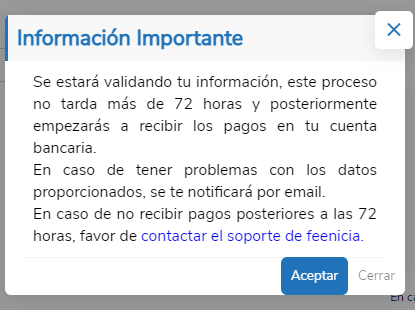 Información Importante
Se estará validando tu información, este proceso
no tarda más de 72 horas y posteriormente
empezarás a recibir los pagos en tu cuenta
bancaria.
En caso de tener problemas con los datos
proporcionados, se te notificará por email.
En caso de no recibir pagos posteriores a las 72
horas, favor de contactar el soporte de feenicia.
Aceptar Cerrar
En ca